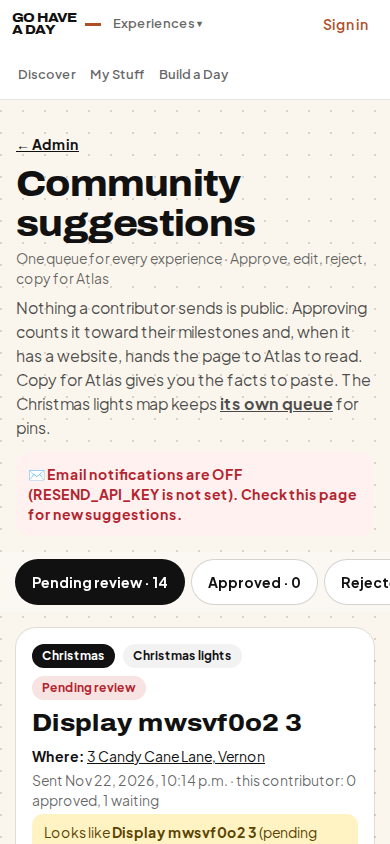 GO HAVE
A DAY
Experiences ▾
Sign in
Discover My Stuff Build a Day
← Admin
Community
suggestions
One queue for every experience · Approve, edit, reject,
copy for Atlas
Nothing a contributor sends is public. Approving
counts it toward their milestones and, when it
has a website, hands the page to Atlas to read.
Copy for Atlas gives you the facts to paste. The
Christmas lights map keeps its own queue for
pins.
✉️ Email notifications are OFF
(RESEND_API_KEY is not set). Check this page
for new suggestions.
Pending review · 14 Approved · 0 Reject
Christmas Christmas lights
Pending review
Display mwsvf0o2 3
Where: 3 Candy Cane Lane, Vernon
Sent Nov 22, 2026, 10:14 p.m. · this contributor: 0
approved, 1 waiting
Looks like Display mwsvf0o2 3 (pending